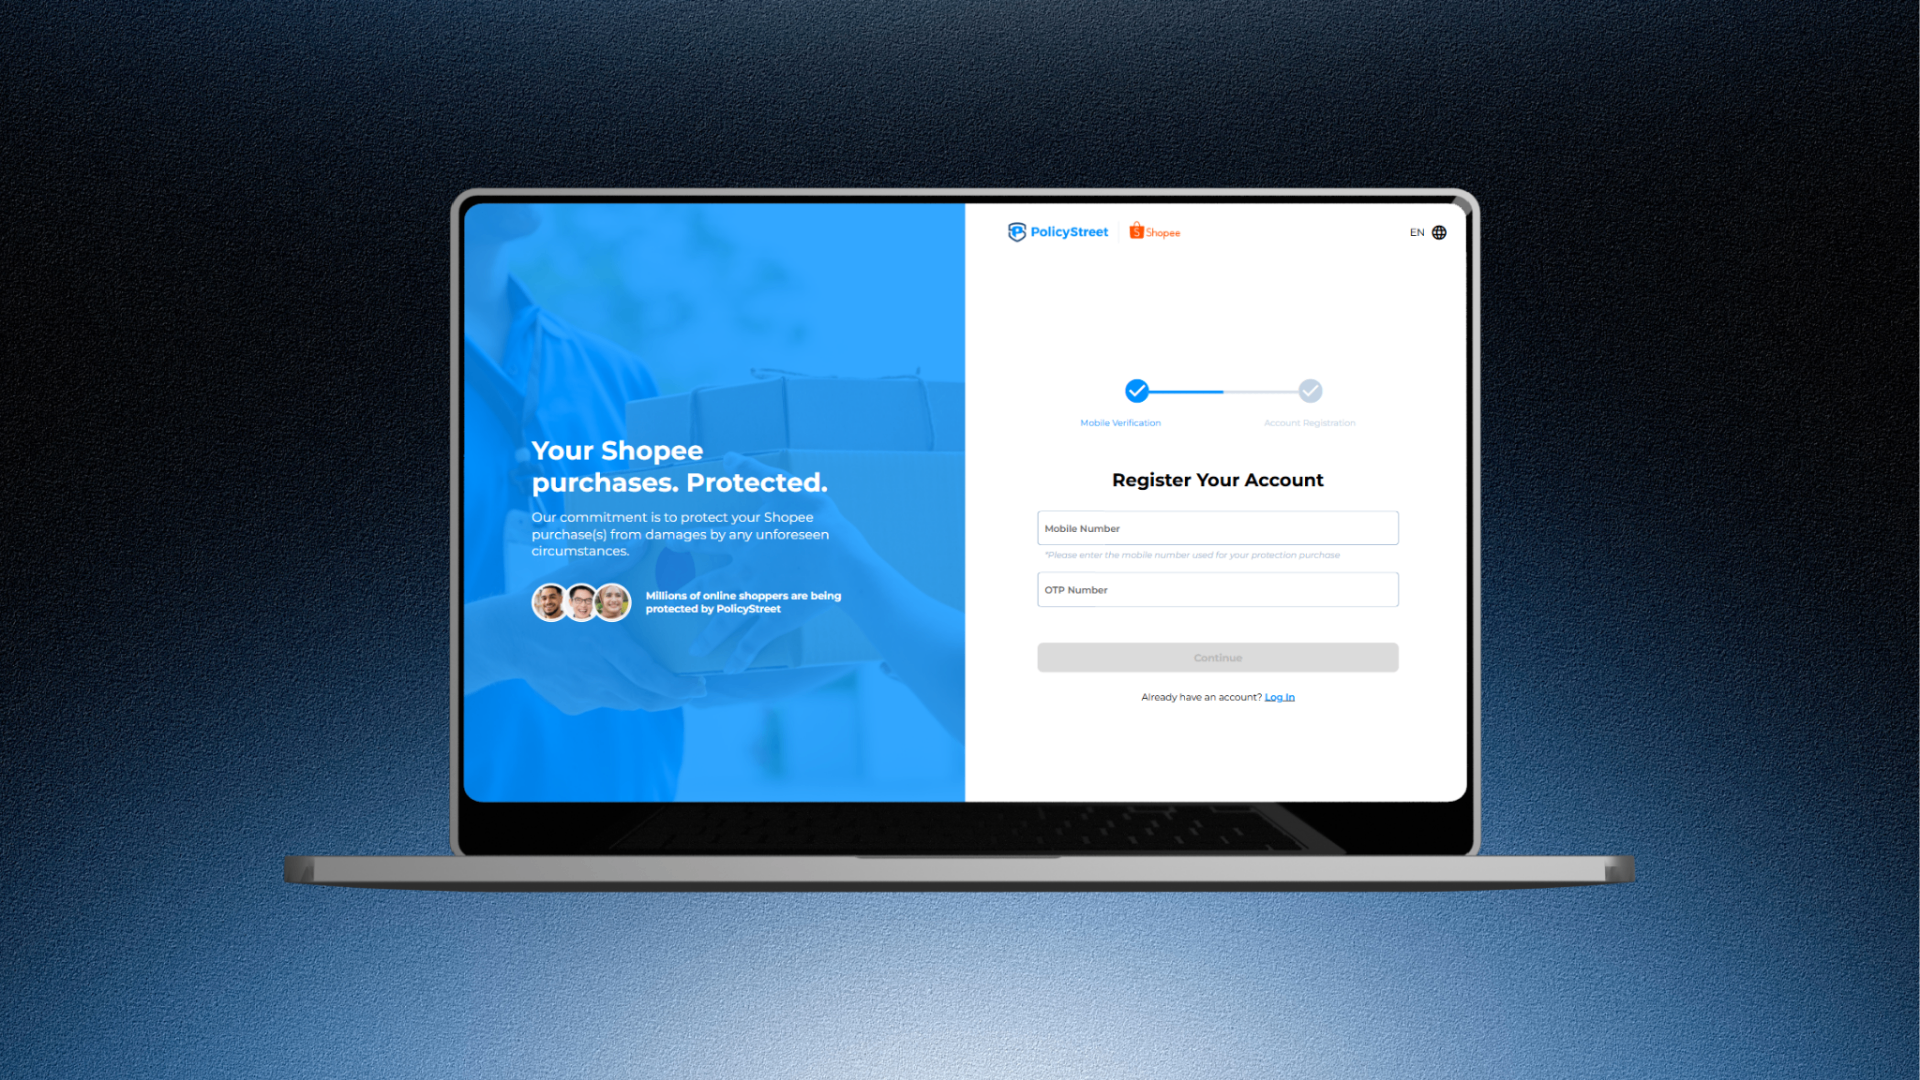 Your Shopee
purchases. Protected.
Our commitment is to protect your Shopee
purchase(s) from damages by any unforeseen
circumstances.
Millions of online shoppers are being
protected by PolicyStreet
PolicyStreet
Shopee
EN
Mobile Verification
Account Registration
Register Your Account
Mobile Number
*Please enter the mobile number used for your protection purchase
OTP Number
Continue
Already have an account? Log In